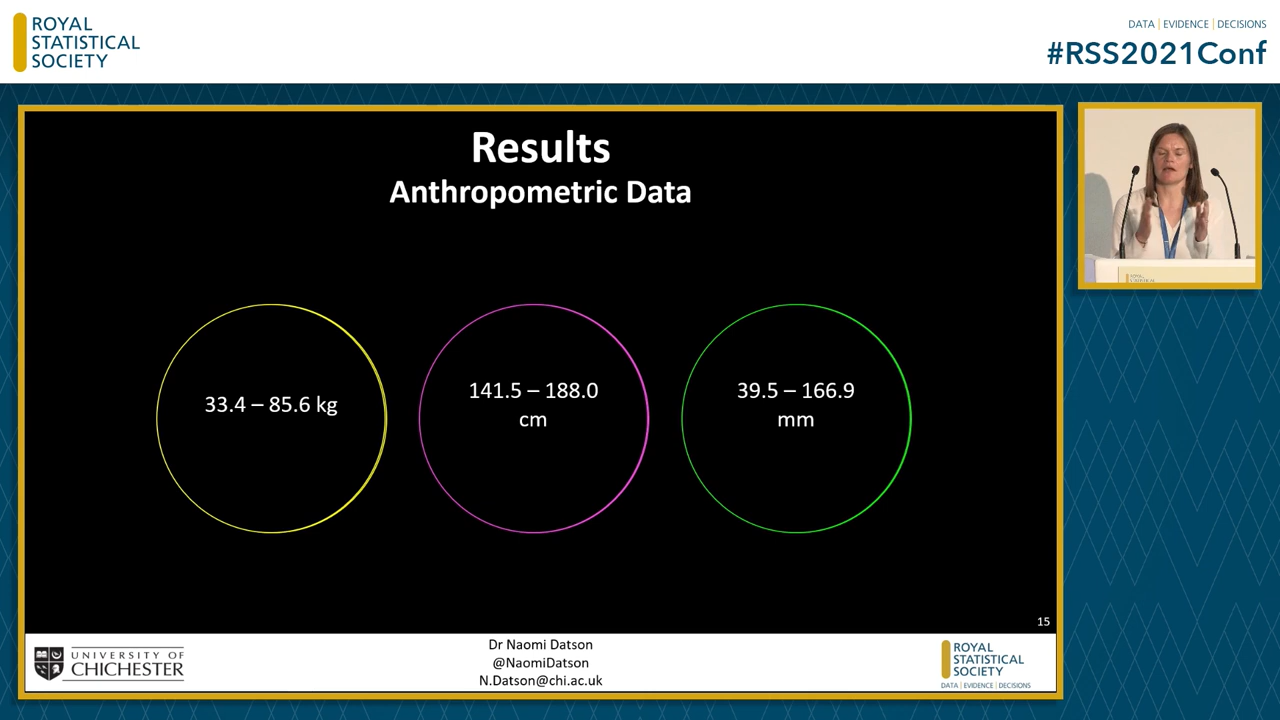 ROYAL
STATISTICAL
SOCIETY
DATA | EVIDENCE | DECISIONS
#RSS2021Conf
Results
Anthropometric Data
33.4 – 85.6 kg
141.5 – 188.0
cm
39.5 – 166.9
mm
15
UNIVERSITY OF
CHICHESTER
Dr Naomi Datson
@NaomiDatson
N.Datson@chi.ac.uk
ROYAL
STATISTICAL
SOCIETY
DATA | EVIDENCE | DECISIONS